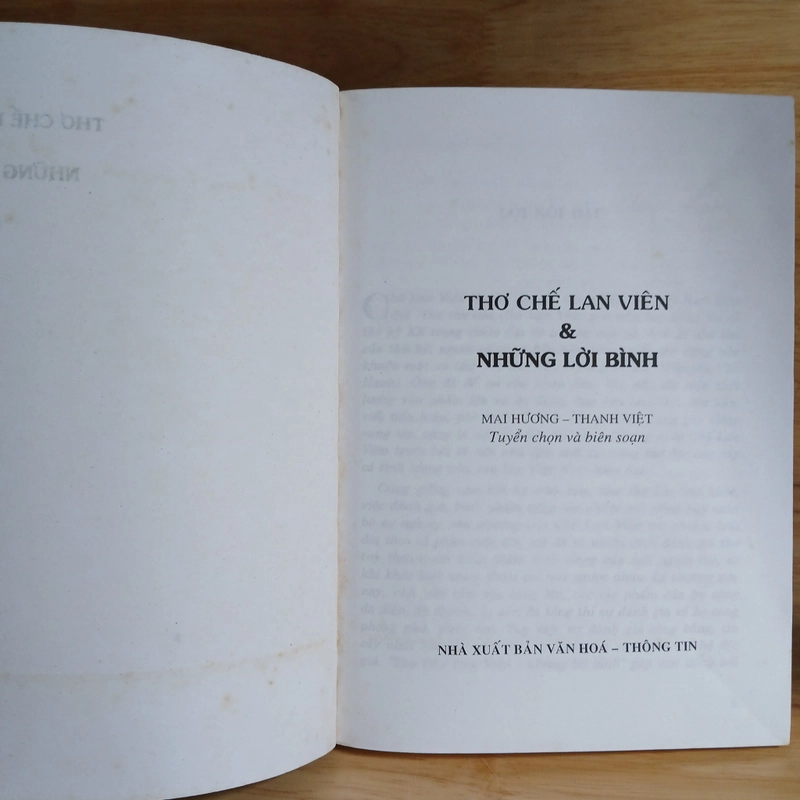 THƠ CHẾ LAN VIÊN
&
NHỮNG LỜI BÌNH
MAI HƯƠNG – THANH VIỆT
Tuyển chọn và biên soạn
NHÀ XUẤT BẢN VĂN HOÁ – THÔNG TIN